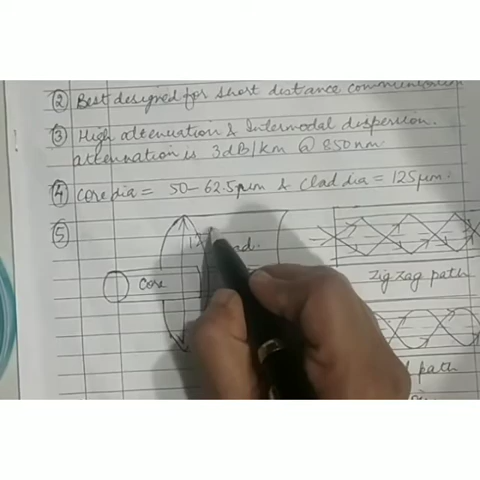 ② Best designed for short distance communication
③ High attenuation & Intermodal dispersion.
attenuation is 3dB/km @ 850nm
④ Core dia = 50-62.5μm & Clad dia = 125μm.
⑤
Core
Zig zag path
path